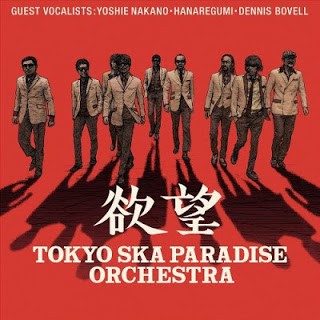 GUEST VOCALISTS:YOSHIE NAKANO・HANAREGUMI・DENNIS BOVELL
欲望
TOKYO SKA PARADISE
ORCHESTRA